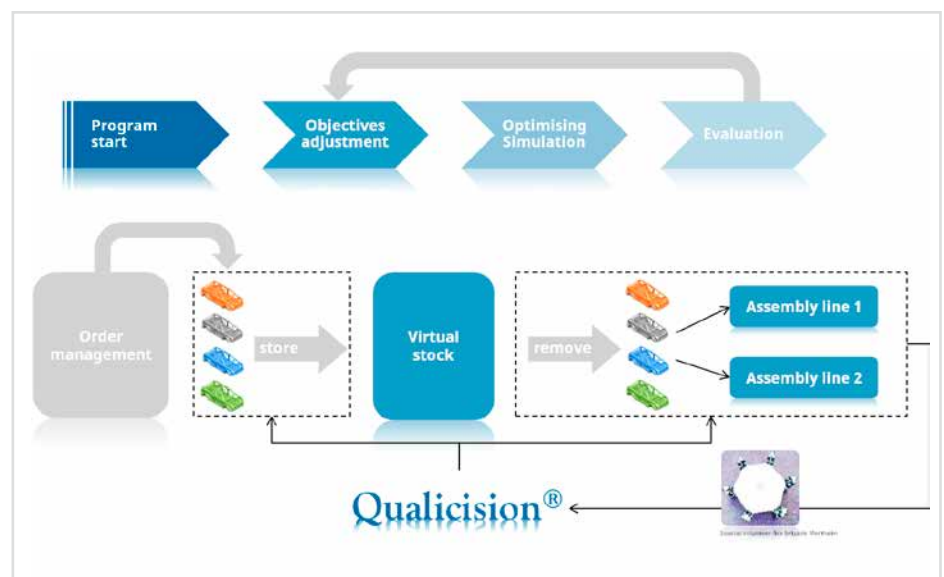 Program
start
Objectives
adjustment
Optimising
Simulation
Evaluation
Order
management
store
Virtual
stock
remove
Assembly line 1
Assembly line 2
Qualicision®